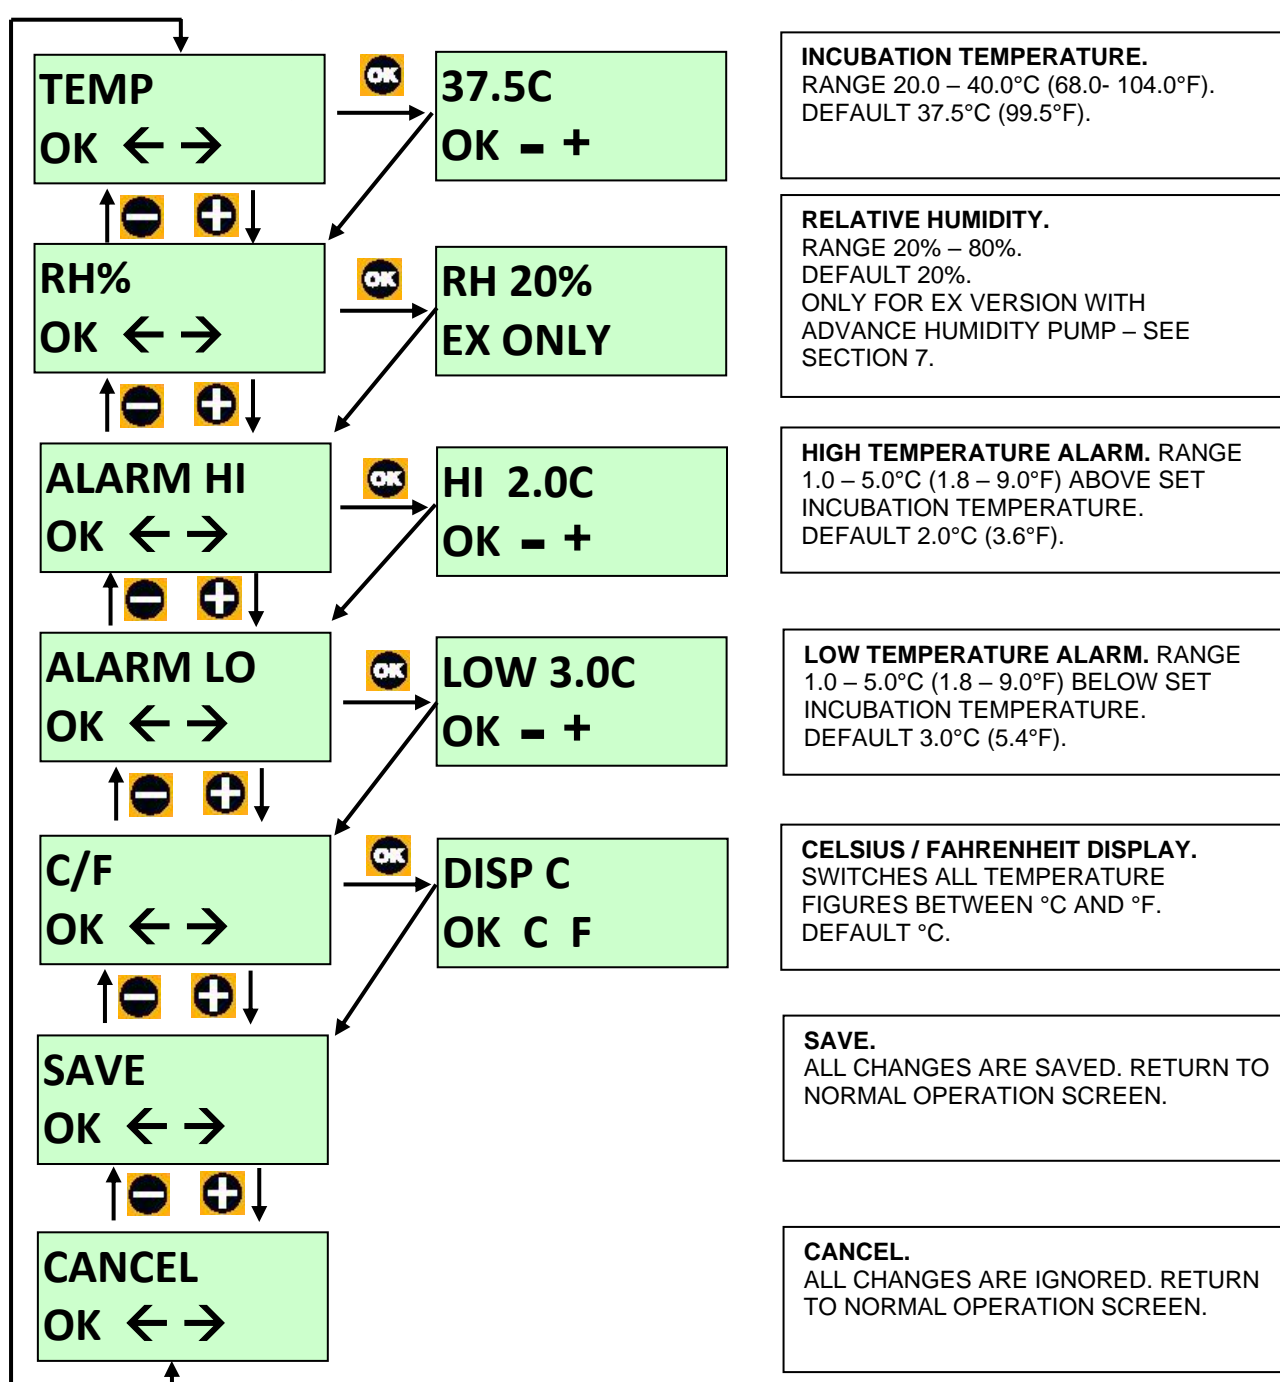 TEMP
OK ← →
OK
37.5C
OK - +
INCUBATION TEMPERATURE.
RANGE 20.0 – 40.0°C (68.0- 104.0°F).
DEFAULT 37.5°C (99.5°F).
RH%
OK ← →
OK
RH 20%
EX ONLY
RELATIVE HUMIDITY.
RANGE 20% – 80%.
DEFAULT 20%.
ONLY FOR EX VERSION WITH
ADVANCE HUMIDITY PUMP – SEE
SECTION 7.
ALARM HI
OK ← →
OK
HI 2.0C
OK - +
HIGH TEMPERATURE ALARM. RANGE
1.0 – 5.0°C (1.8 – 9.0°F) ABOVE SET
INCUBATION TEMPERATURE.
DEFAULT 2.0°C (3.6°F).
ALARM LO
OK ← →
OK
LOW 3.0C
OK - +
LOW TEMPERATURE ALARM. RANGE
1.0 – 5.0°C (1.8 – 9.0°F) BELOW SET
INCUBATION TEMPERATURE.
DEFAULT 3.0°C (5.4°F).
C/F
OK ← →
OK
DISP C
OK C F
CELSIUS / FAHRENHEIT DISPLAY.
SWITCHES ALL TEMPERATURE
FIGURES BETWEEN °C AND °F.
DEFAULT °C.
SAVE
OK ← →
SAVE.
ALL CHANGES ARE SAVED. RETURN TO
NORMAL OPERATION SCREEN.
CANCEL
OK ← →
CANCEL.
ALL CHANGES ARE IGNORED. RETURN
TO NORMAL OPERATION SCREEN.